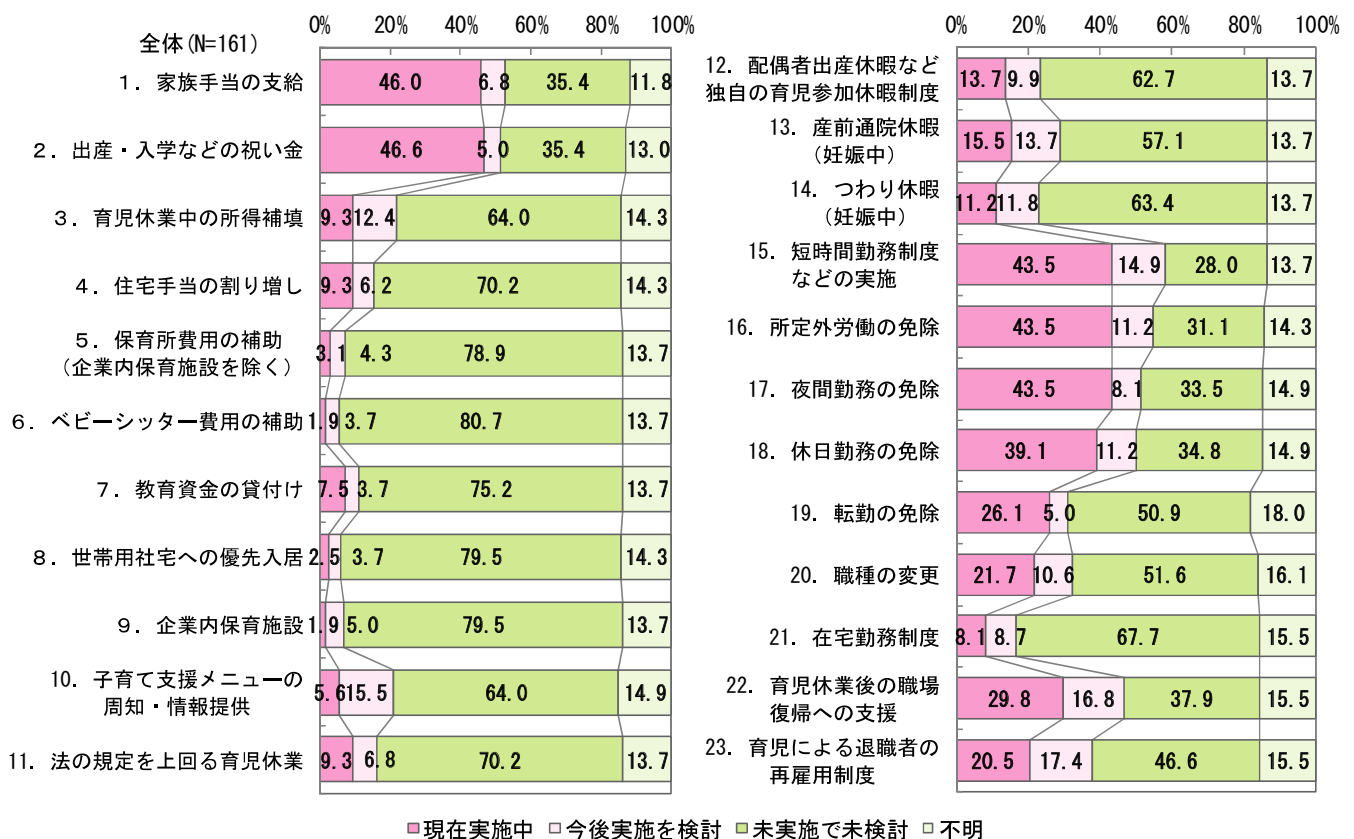 全体(N=161)
0% 20% 40% 60% 80% 100%
1．家族手当の支給 46.0 6.8 35.4 11.8
2．出産・入学などの祝い金 46.6 5.0 35.4 13.0
3．育児休業中の所得補填 9.3 12.4 64.0 14.3
4．住宅手当の割り増し 9.3 6.2 70.2 14.3
5．保育所費用の補助
（企業内保育施設を除く） 3.1 4.3 78.9 13.7
6．ベビーシッター費用の補助 1.9 3.7 80.7 13.7
7．教育資金の貸付け 7.5 3.7 75.2 13.7
8．世帯用社宅への優先入居 2.5 3.7 79.5 14.3
9．企業内保育施設 1.9 5.0 79.5 13.7
10．子育て支援メニューの
周知・情報提供 5.6 15.5 64.0 14.9
11．法の規定を上回る育児休業 9.3 6.8 70.2 13.7
0% 20% 40% 60% 80% 100%
12．配偶者出産休暇など
独自の育児参加休暇制度 13.7 9.9 62.7 13.7
13．産前通院休暇
（妊娠中） 15.5 13.7 57.1 13.7
14．つわり休暇
（妊娠中） 11.2 11.8 63.4 13.7
15．短時間勤務制度
などの実施 43.5 14.9 28.0 13.7
16．所定外労働の免除 43.5 11.2 31.1 14.3
17．夜間勤務の免除 43.5 8.1 33.5 14.9
18．休日勤務の免除 39.1 11.2 34.8 14.9
19．転勤の免除 26.1 5.0 50.9 18.0
20．職種の変更 21.7 10.6 51.6 16.1
21．在宅勤務制度 8.1 8.7 67.7 15.5
22．育児休業後の職場
復帰への支援 29.8 16.8 37.9 15.5
23．育児による退職者の
再雇用制度 20.5 17.4 46.6 15.5
現在実施中 今後実施を検討 未実施で未検討 不明